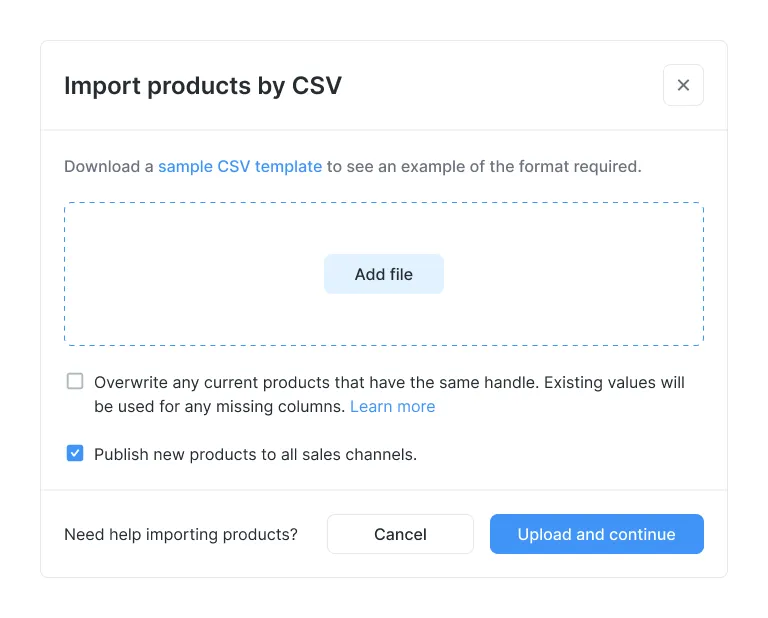 Import products by CSV
Download a sample CSV template to see an example of the format required.
Add file
Overwrite any current products that have the same handle. Existing values will
be used for any missing columns. Learn more
Publish new products to all sales channels.
Need help importing products?
Cancel
Upload and continue